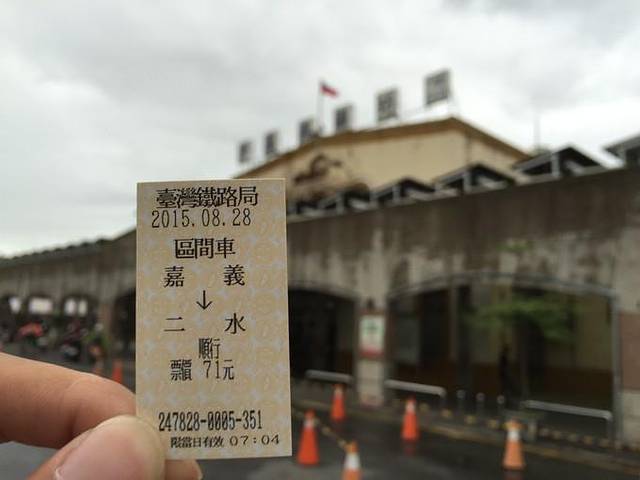 臺灣鐵路局
2015.08.28
區間車
嘉 義
↓
二 水
順行
票價 71元
247828-0005-351
限當日有效 07:04